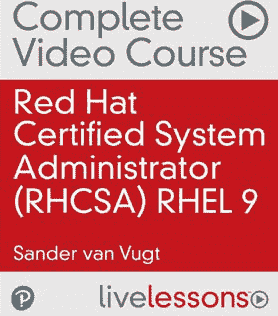 Complete
Video Course
Red Hat
Certified System
Administrator
(RHCSA) RHEL 9
Sander van Vugt
P livelessons